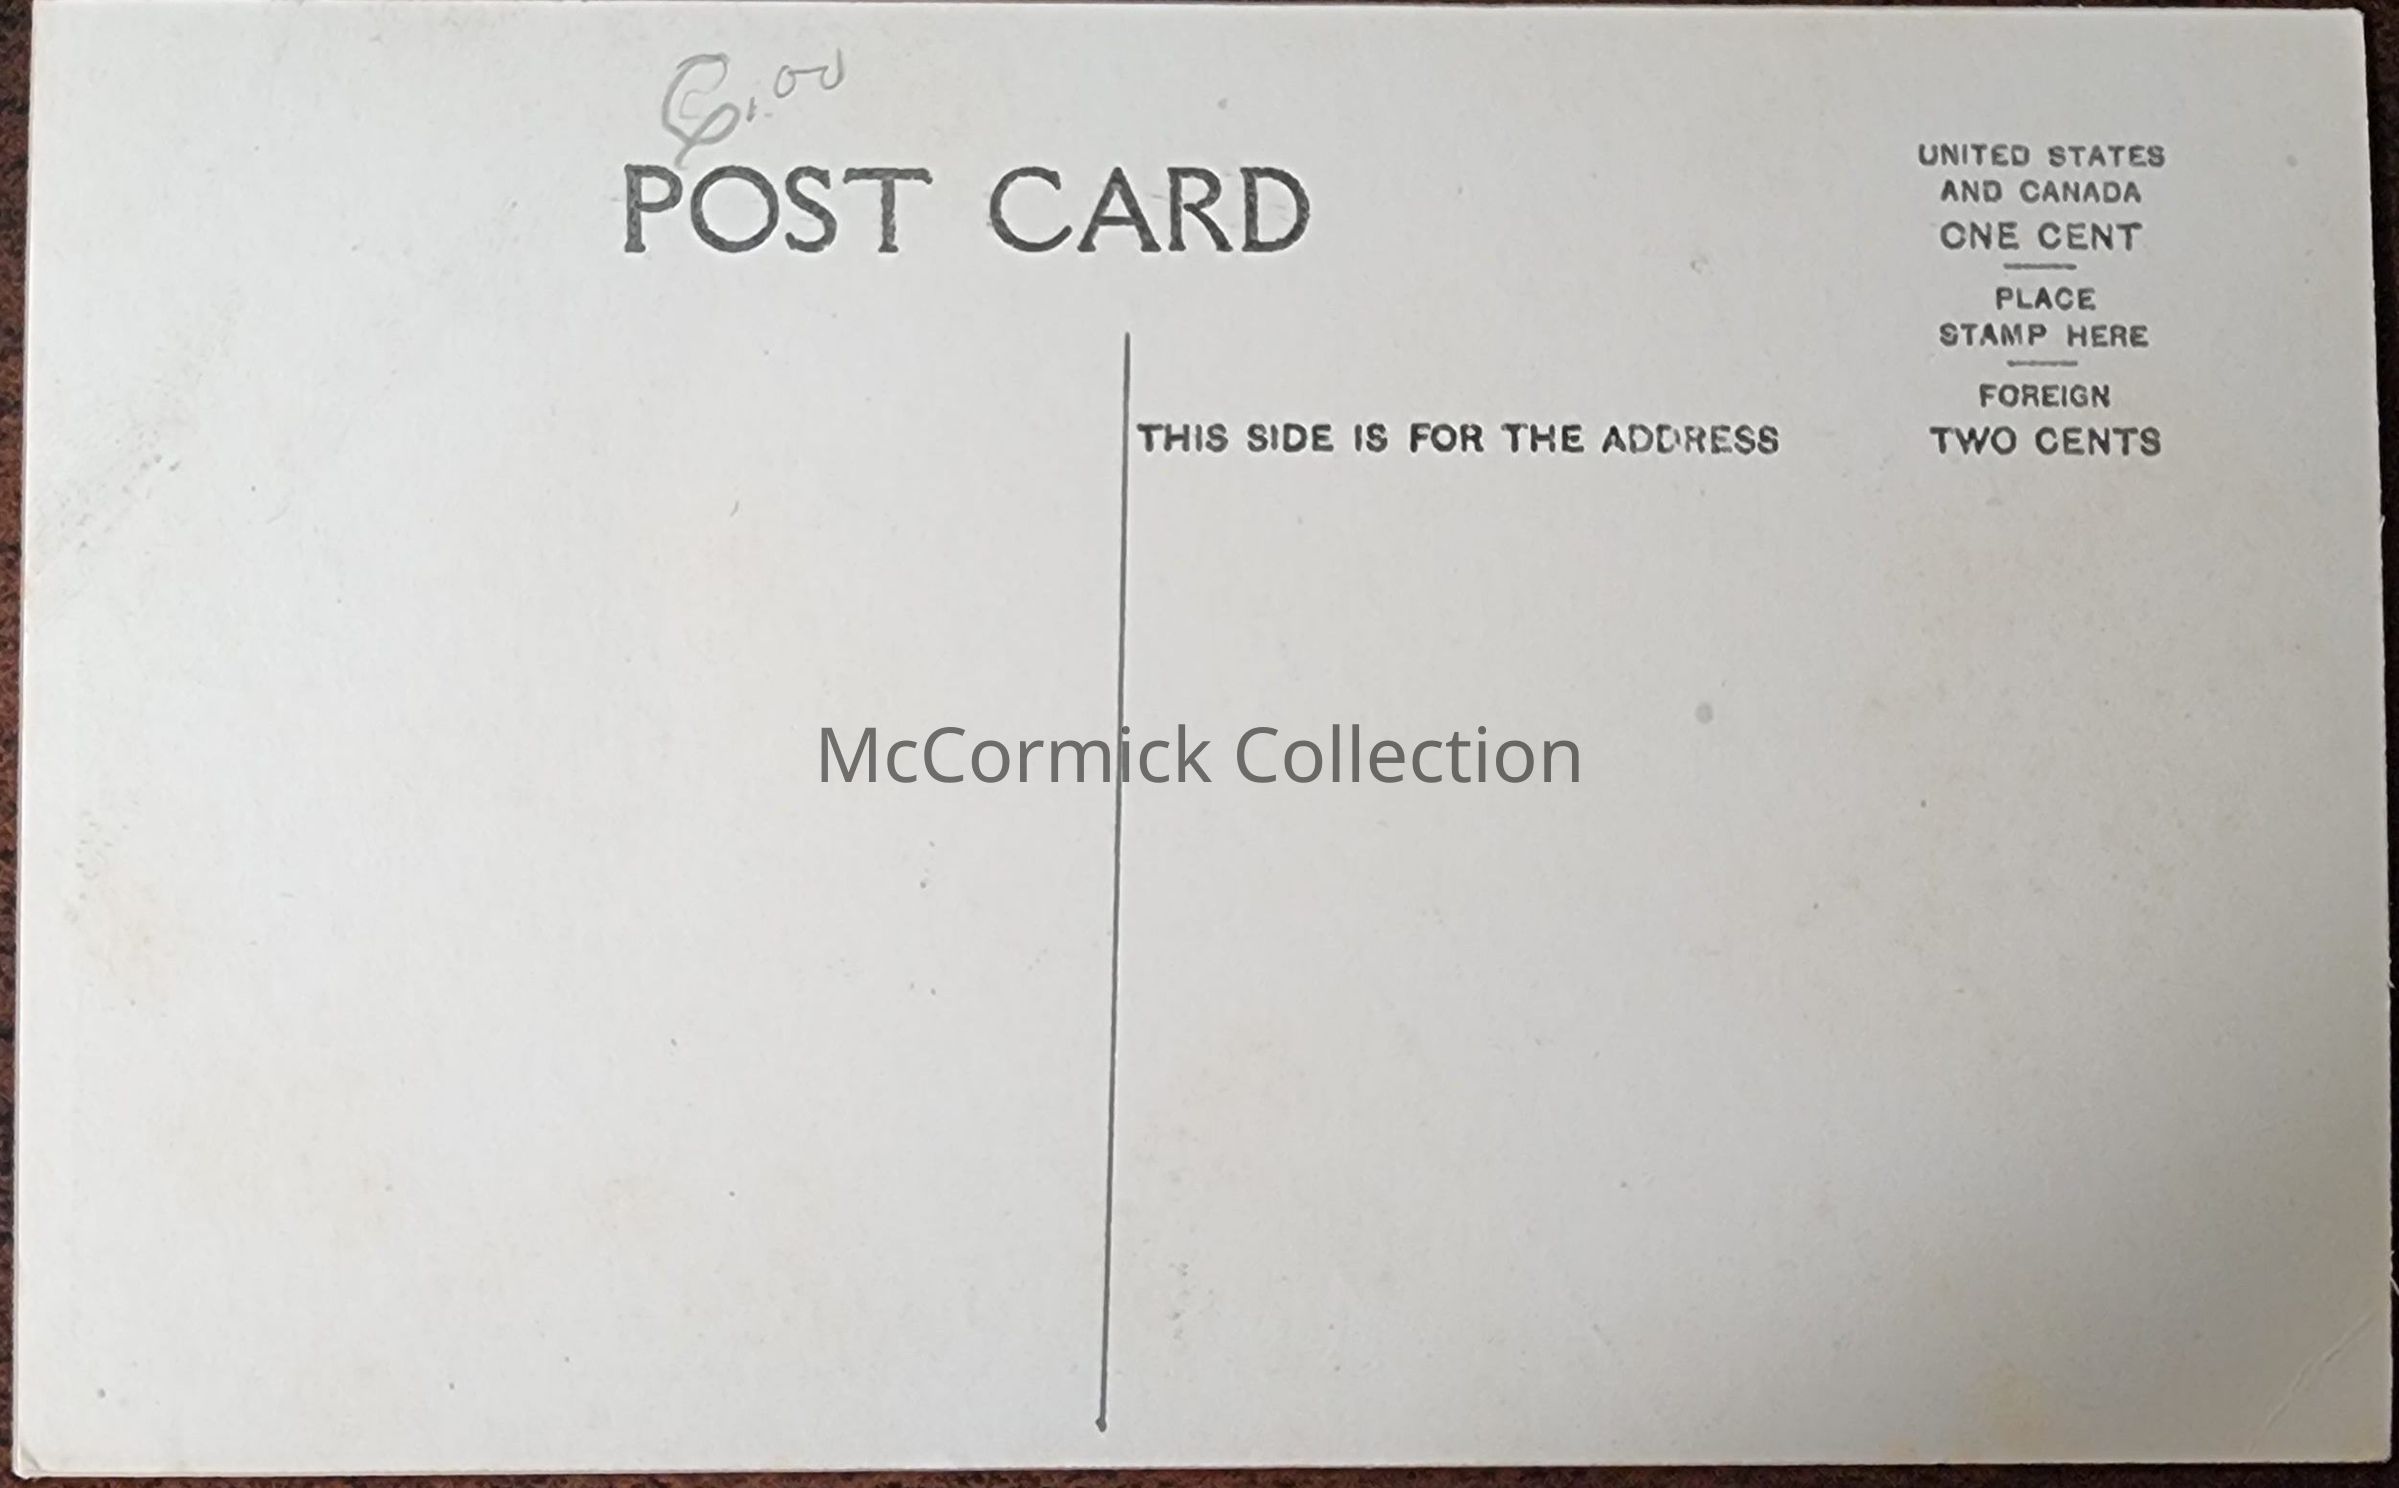 6.00
POST CARD
UNITED STATES
AND CANADA
ONE CENT
PLACE
STAMP HERE
FOREIGN
TWO CENTS
THIS SIDE IS FOR THE ADDRESS
McCormick Collection